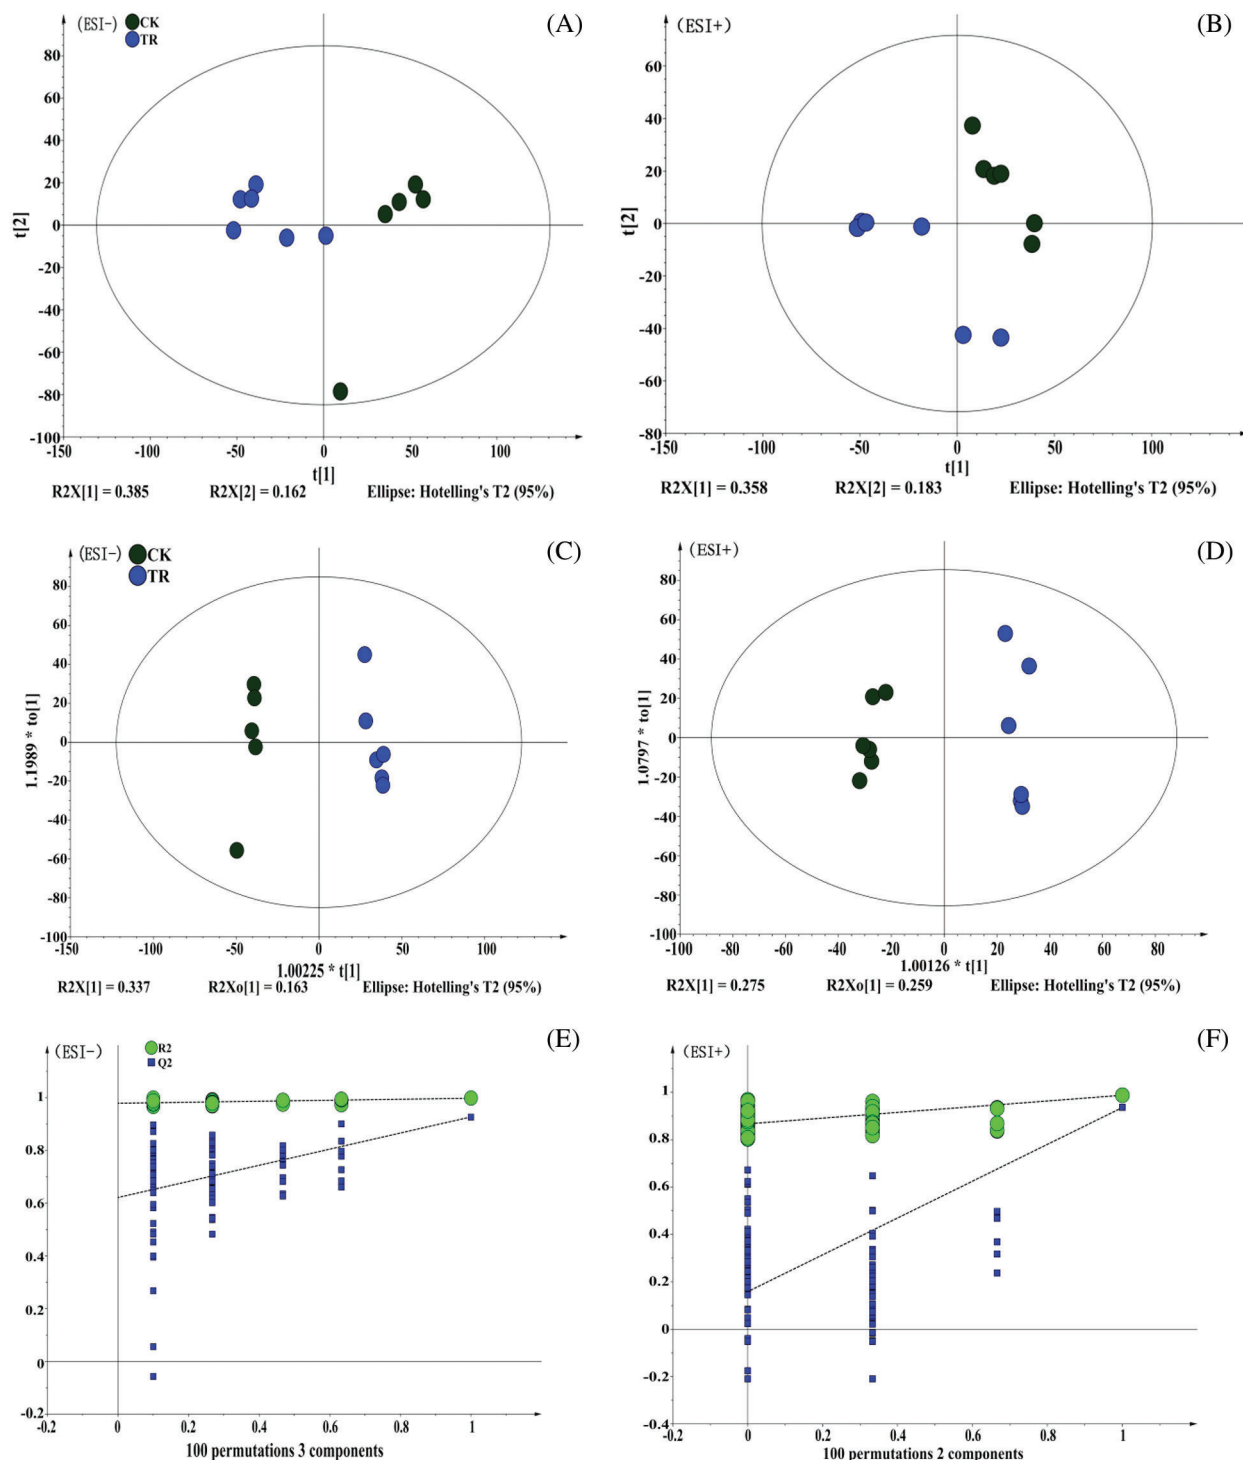 (ESI-)
CK
TR
(A)
80
60
40
20
0
-20
-40
-60
-80
-100
t[2]
-150
-100
-50
0
50
100
t[1]
R2X[1] = 0.385
R2X[2] = 0.162
Ellipse: Hotelling's T2 (95%)
(ESI+)
(B)
60
40
20
0
-20
-40
-60
-80
t[2]
-100
-50
0
50
100
t[1]
R2X[1] = 0.358
R2X[2] = 0.183
Ellipse: Hotelling's T2 (95%)
(ESI-)
CK
TR
(C)
80
60
40
20
0
-20
-40
-60
-80
-100
1.1989 * to[1]
-150
-100
-50
0
50
100
1.00225 * t[1]
R2X[1] = 0.337
R2Xo[1] = 0.163
Ellipse: Hotelling's T2 (95%)
(ESI+)
(D)
80
60
40
20
0
-20
-40
-60
-80
-100
1.0797 * to[1]
-100
-80
-60
-40
-20
0
20
40
60
80
1.00126 * t[1]
R2X[1] = 0.275
R2Xo[1] = 0.259
Ellipse: Hotelling's T2 (95%)
(ESI-)
R2
Q2
(E)
1
0.8
0.6
0.4
0.2
0
-0.2
0
0.2
0.4
0.6
0.8
1
100 permutations 3 components
(ESI+)
(F)
1
0.8
0.6
0.4
0.2
0
-0.2
-0.4
-0.2
0
0.2
0.4
0.6
0.8
1
100 permutations 2 components